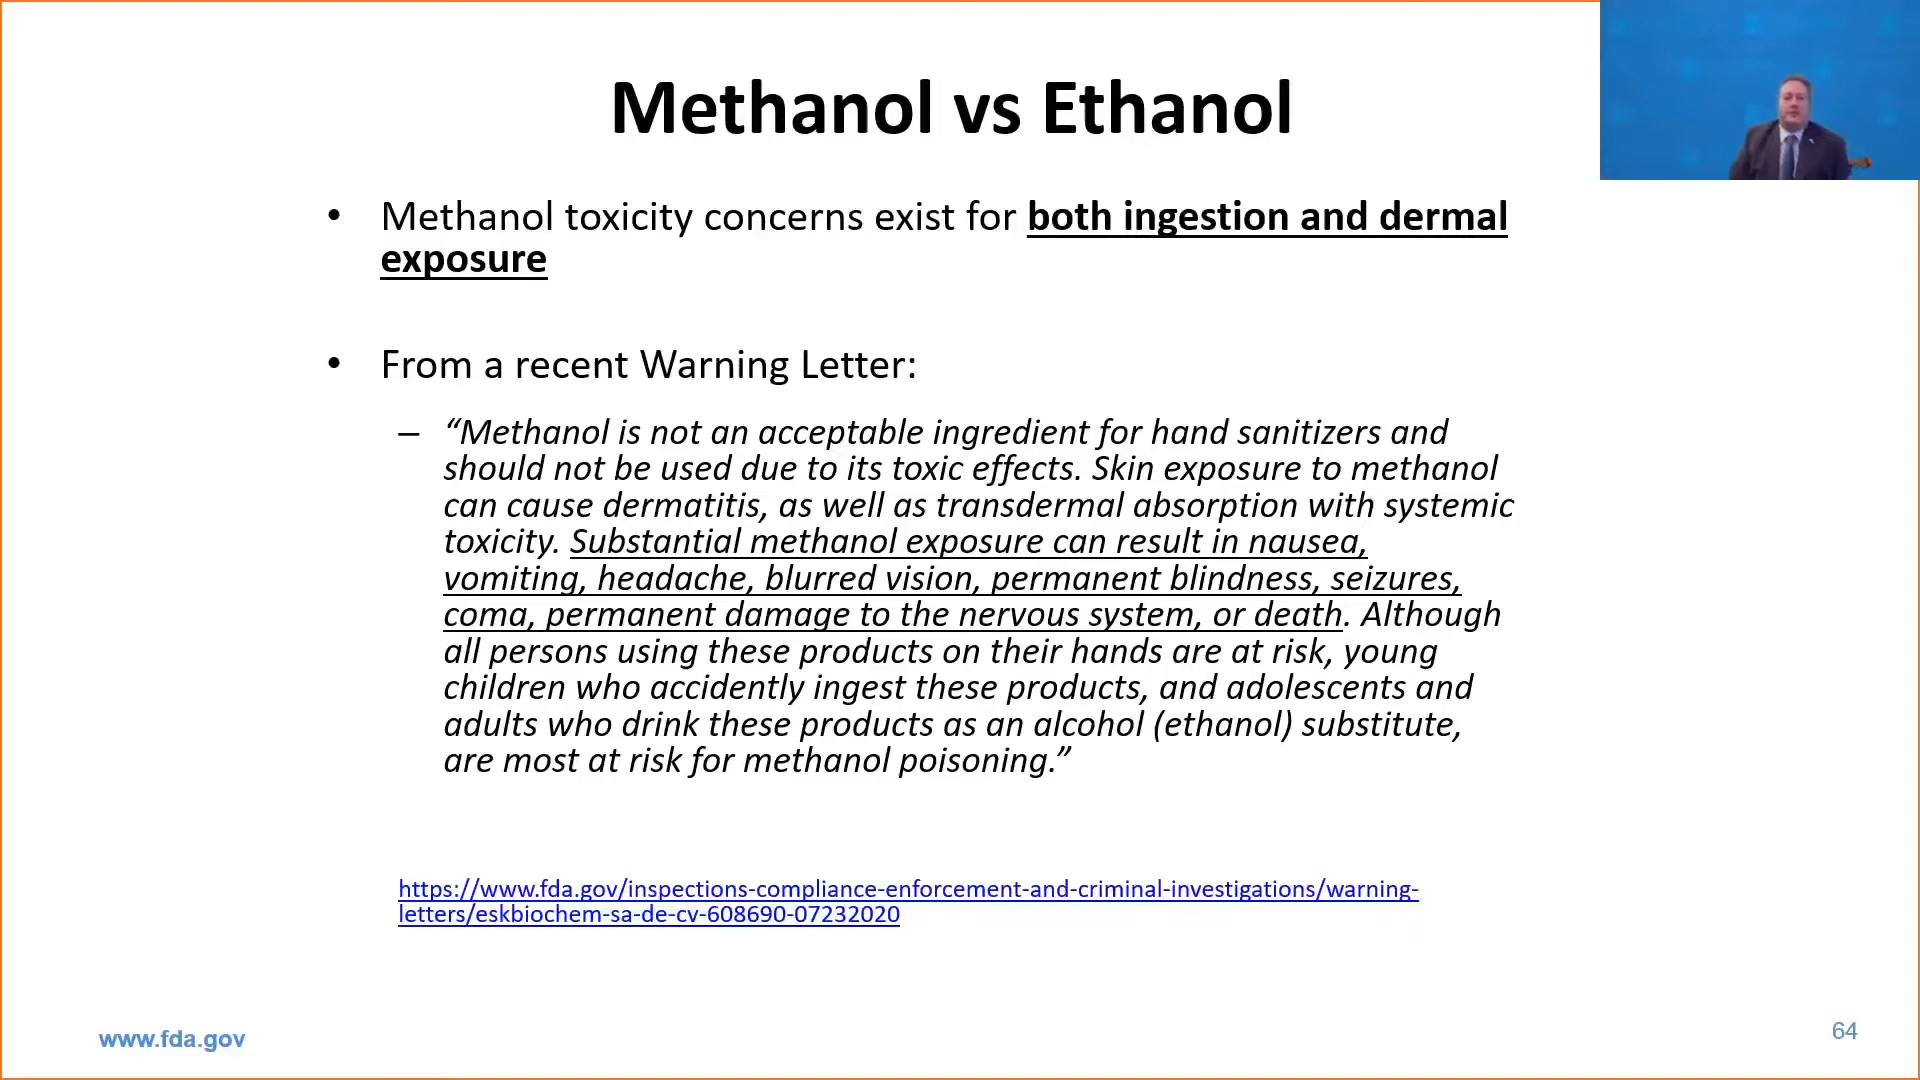 Methanol vs Ethanol
• Methanol toxicity concerns exist for both ingestion and dermal
exposure
• From a recent Warning Letter:
– “Methanol is not an acceptable ingredient for hand sanitizers and
should not be used due to its toxic effects. Skin exposure to methanol
can cause dermatitis, as well as transdermal absorption with systemic
toxicity. Substantial methanol exposure can result in nausea,
vomiting, headache, blurred vision, permanent blindness, seizures,
coma, permanent damage to the nervous system, or death. Although
all persons using these products on their hands are at risk, young
children who accidently ingest these products, and adolescents and
adults who drink these products as an alcohol (ethanol) substitute,
are most at risk for methanol poisoning.”
https://www.fda.gov/inspections-compliance-enforcement-and-criminal-investigations/warning-
letters/eskbiochem-sa-de-cv-608690-07232020
www.fda.gov
64